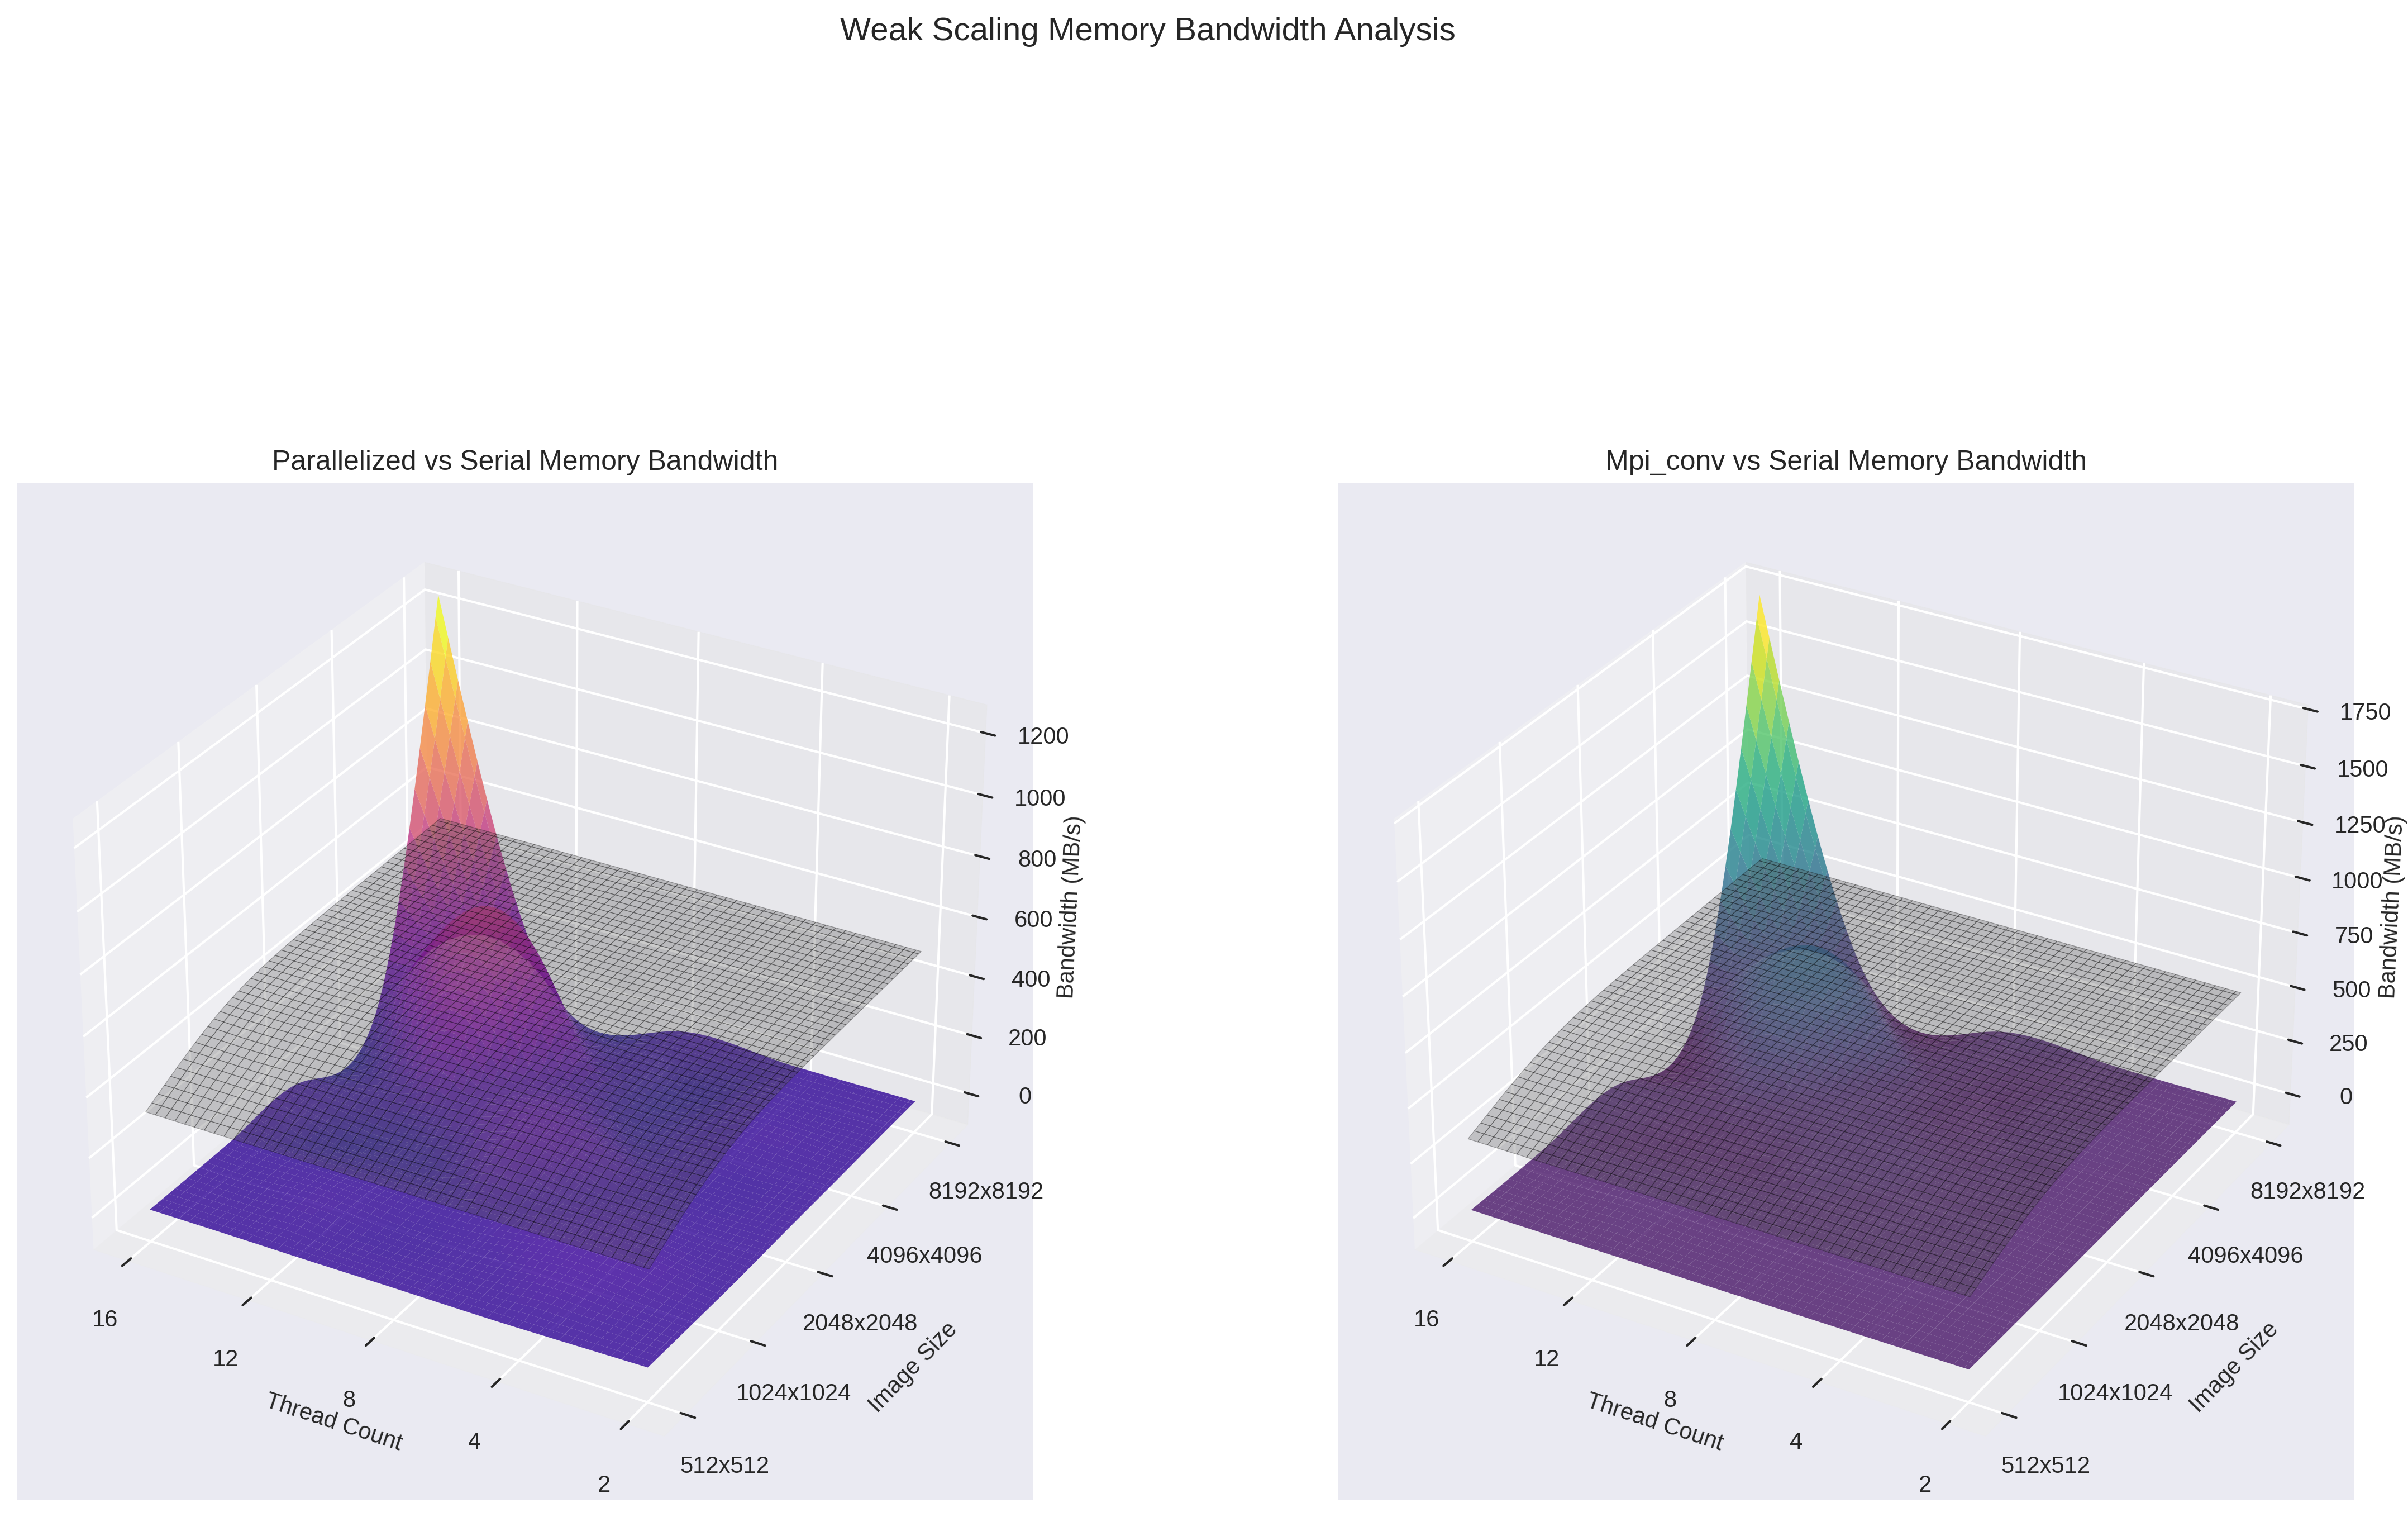 Weak Scaling Memory Bandwidth Analysis
Parallelized vs Serial Memory Bandwidth
1200
1000
800
600
400
200
0
Bandwidth (MB/s)
8192x8192
4096x4096
2048x2048
1024x1024
512x512
Image Size
16
12
8
4
2
Thread Count
Mpi_conv vs Serial Memory Bandwidth
1750
1500
1250
1000
750
500
250
0
Bandwidth (MB/s)
8192x8192
4096x4096
2048x2048
1024x1024
512x512
Image Size
16
12
8
4
2
Thread Count